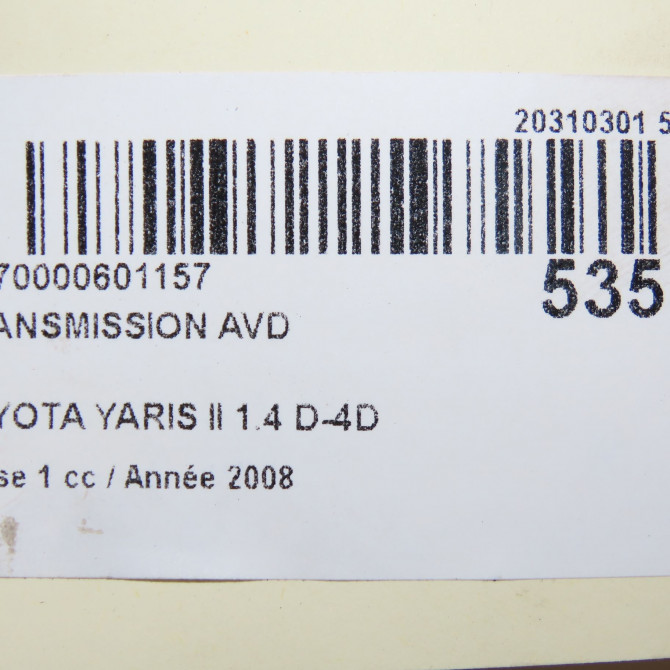 20310301 5
70000601157
535
ANSMISSION AVD
YOTA YARIS II 1.4 D-4D
se 1 cc / Année 2008